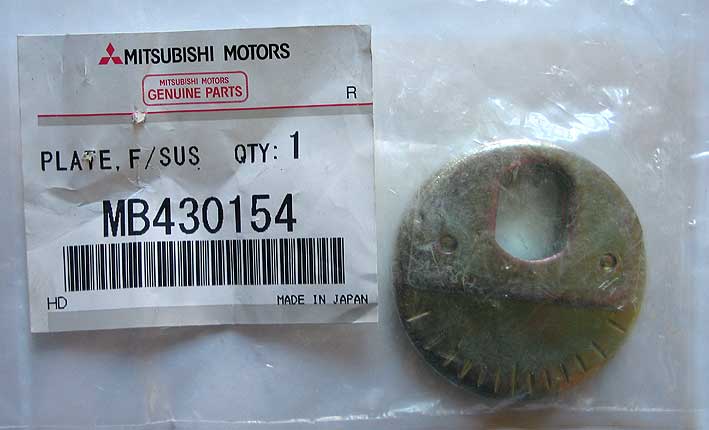 MITSUBISHI MOTORS
MITSUBISHI MOTORS
GENUINE PARTS
R
PLATE, F/SUS QTY: 1
MB430154
HD MADE IN JAPAN